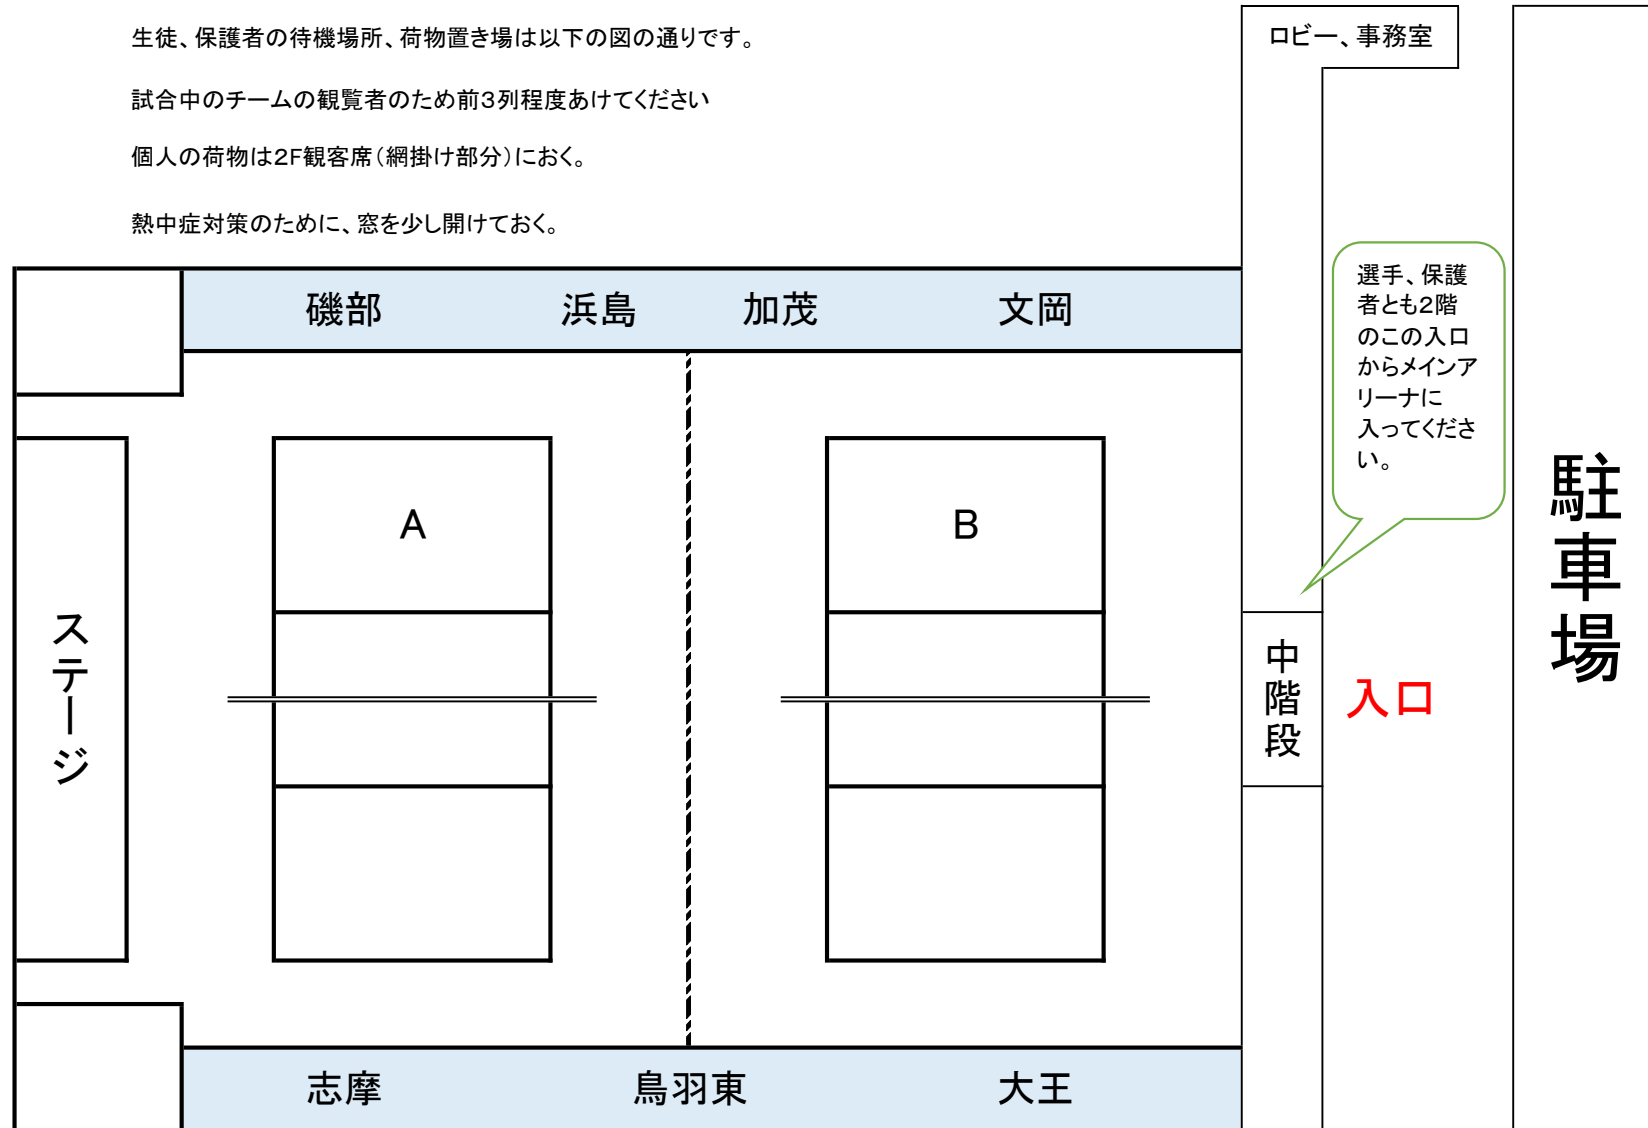 生徒、保護者の待機場所、荷物置き場は以下の図の通りです。
ロビー、事務室
試合中のチームの観覧者のため前3列程度あけてください
個人の荷物は2F観客席(網掛け部分)におく。
熱中症対策のために、窓を少し開けておく。
選手、保護
者とも2階
のこの入口
からメインア
リーナに
入ってくださ
い。
磯部 浜島 加茂 文岡
A B
駐車場
ステージ
中階段
入口
志摩 鳥羽東 大王